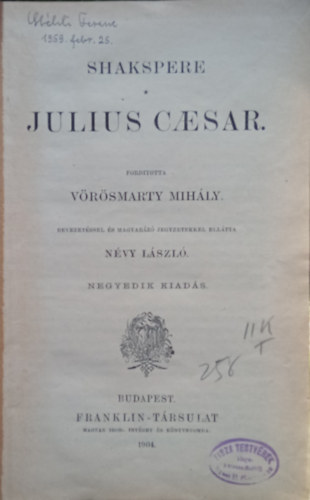 1959. febr. 25.
SHAKSPERE
JULIUS CÆSAR.
FORDITOTTA
VÖRÖSMARTY MIHÁLY.
BEVEZETÉSSEL ÉS MAGYARÁZÓ JEGYZETEKKEL ELLÁTTA
NÉVY LÁSZLÓ.
NEGYEDIK KIADÁS.
11K
T
258
BUDAPEST.
FRANKLIN-TÁRSULAT
MAGYAR IROD. INTÉZET ÉS KÖNYVNYOMDA.
1904.